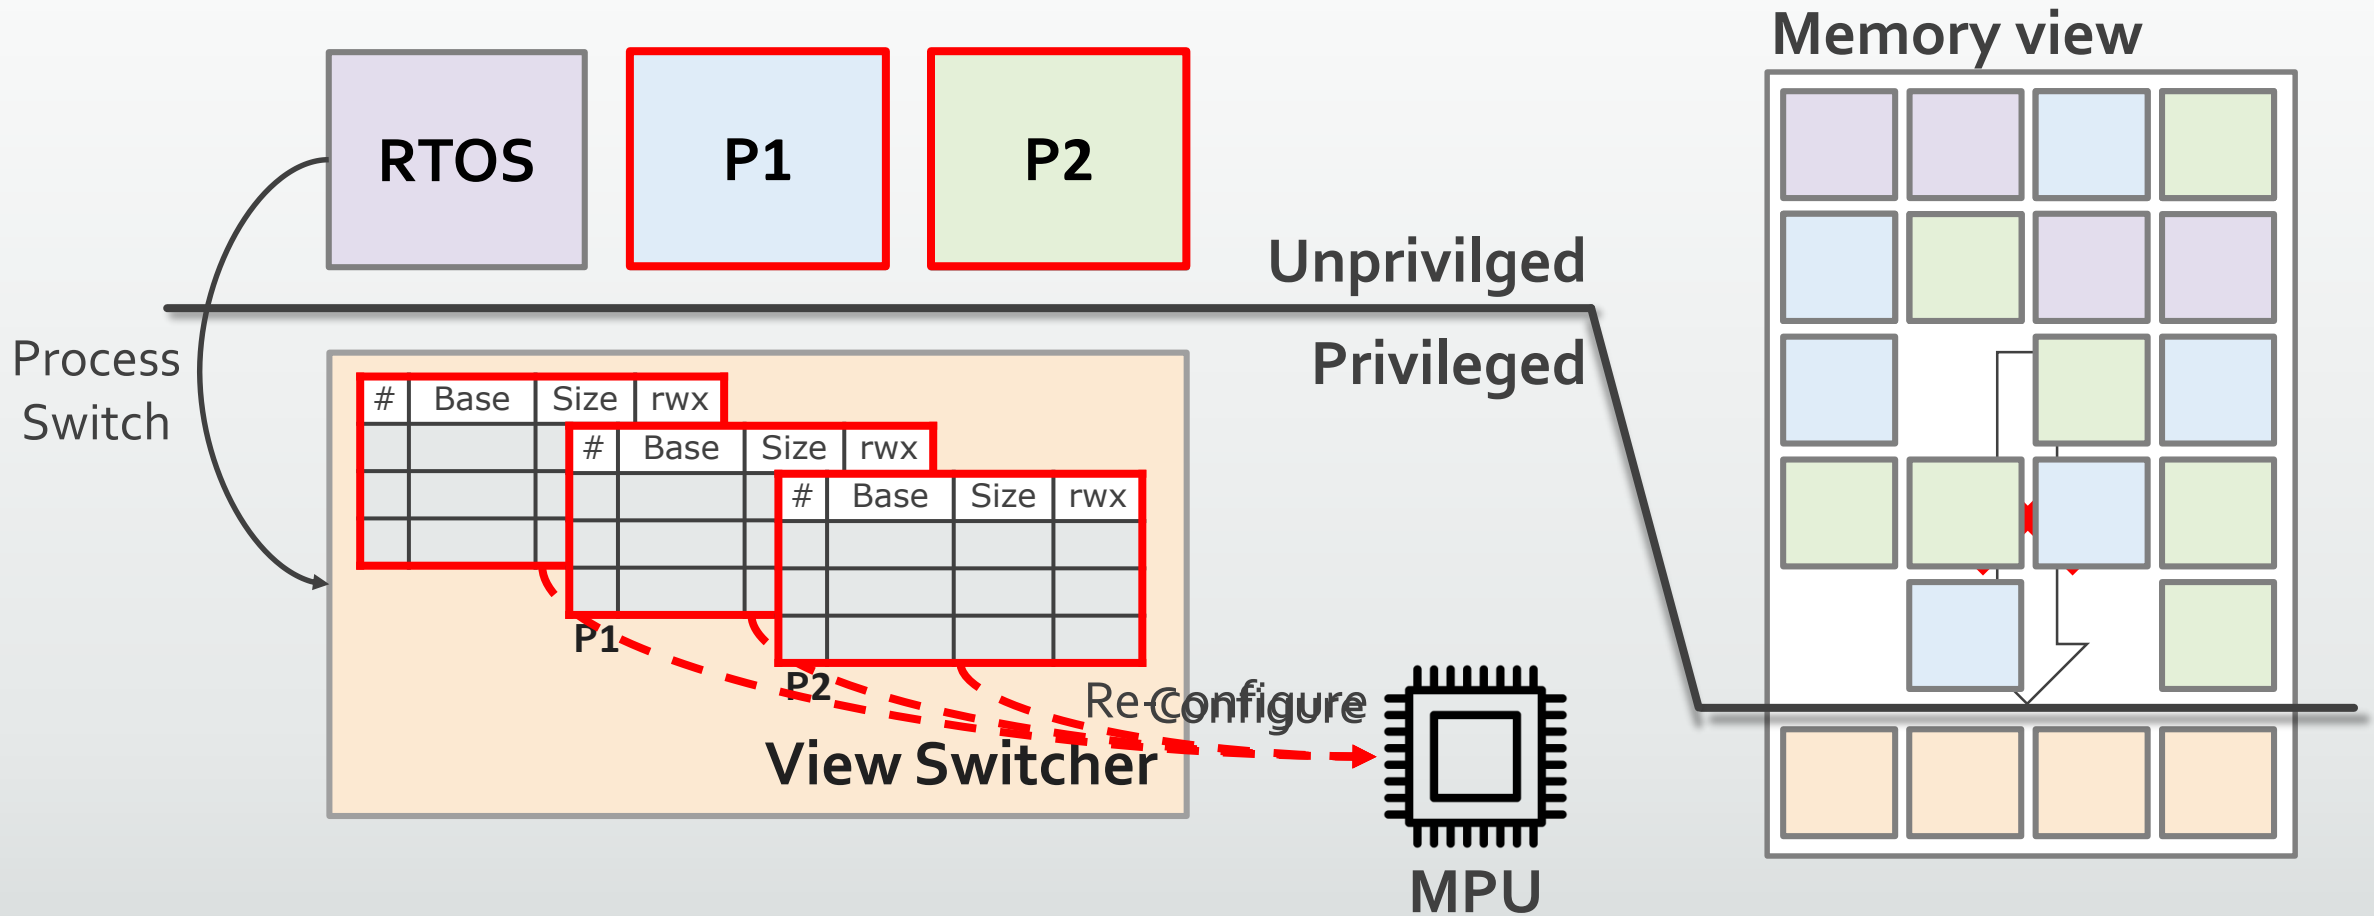 Memory view
RTOS
P1
P2
Unprivilged
Privileged
Process
Switch
# Base Size rwx
# Base Size rwx
# Base Size rwx
P1
P2
Re-configure
Configure
View Switcher
MPU